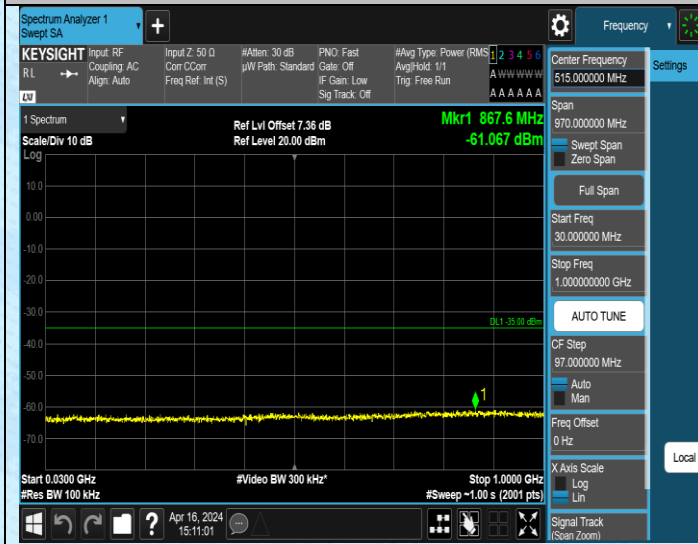 Spectrum Analyzer 1
Swept SA
+
Frequency
KEYSIGHT
RL
LXI
Input: RF
Coupling: AC
Align: Auto
Input Z: 50 Ω
Corr CCorr
Freq Ref: Int (S)
#Atten: 30 dB
µW Path: Standard
PNO: Fast
Gate: Off
IF Gain: Low
Sig Track: Off
#Avg Type: Power (RMS
Avg|Hold: 1/1
Trig: Free Run
1 2 3 4 5 6
A W W W W W
A A A A A A
1 Spectrum
Scale/Div 10 dB
Log
Ref Lvl Offset 7.36 dB
Ref Level 20.00 dBm
Mkr1 867.6 MHz
-61.067 dBm
10.0
0.00
-10.0
-20.0
-30.0
DL1 -35.00 dBm
-40.0
-50.0
1
-60.0
-70.0
Start 0.0300 GHz
#Res BW 100 kHz
#Video BW 300 kHz*
Stop 1.0000 GHz
#Sweep ~1.00 s (2001 pts)
?
Apr 16, 2024
15:11:01
Center Frequency
515.000000 MHz
Span
970.000000 MHz
Swept Span
Zero Span
Full Span
Start Freq
30.000000 MHz
Stop Freq
1.000000000 GHz
AUTO TUNE
CF Step
97.000000 MHz
Auto
Man
Freq Offset
0 Hz
X Axis Scale
Log
Lin
Signal Track
(Span Zoom)
Settings
Local